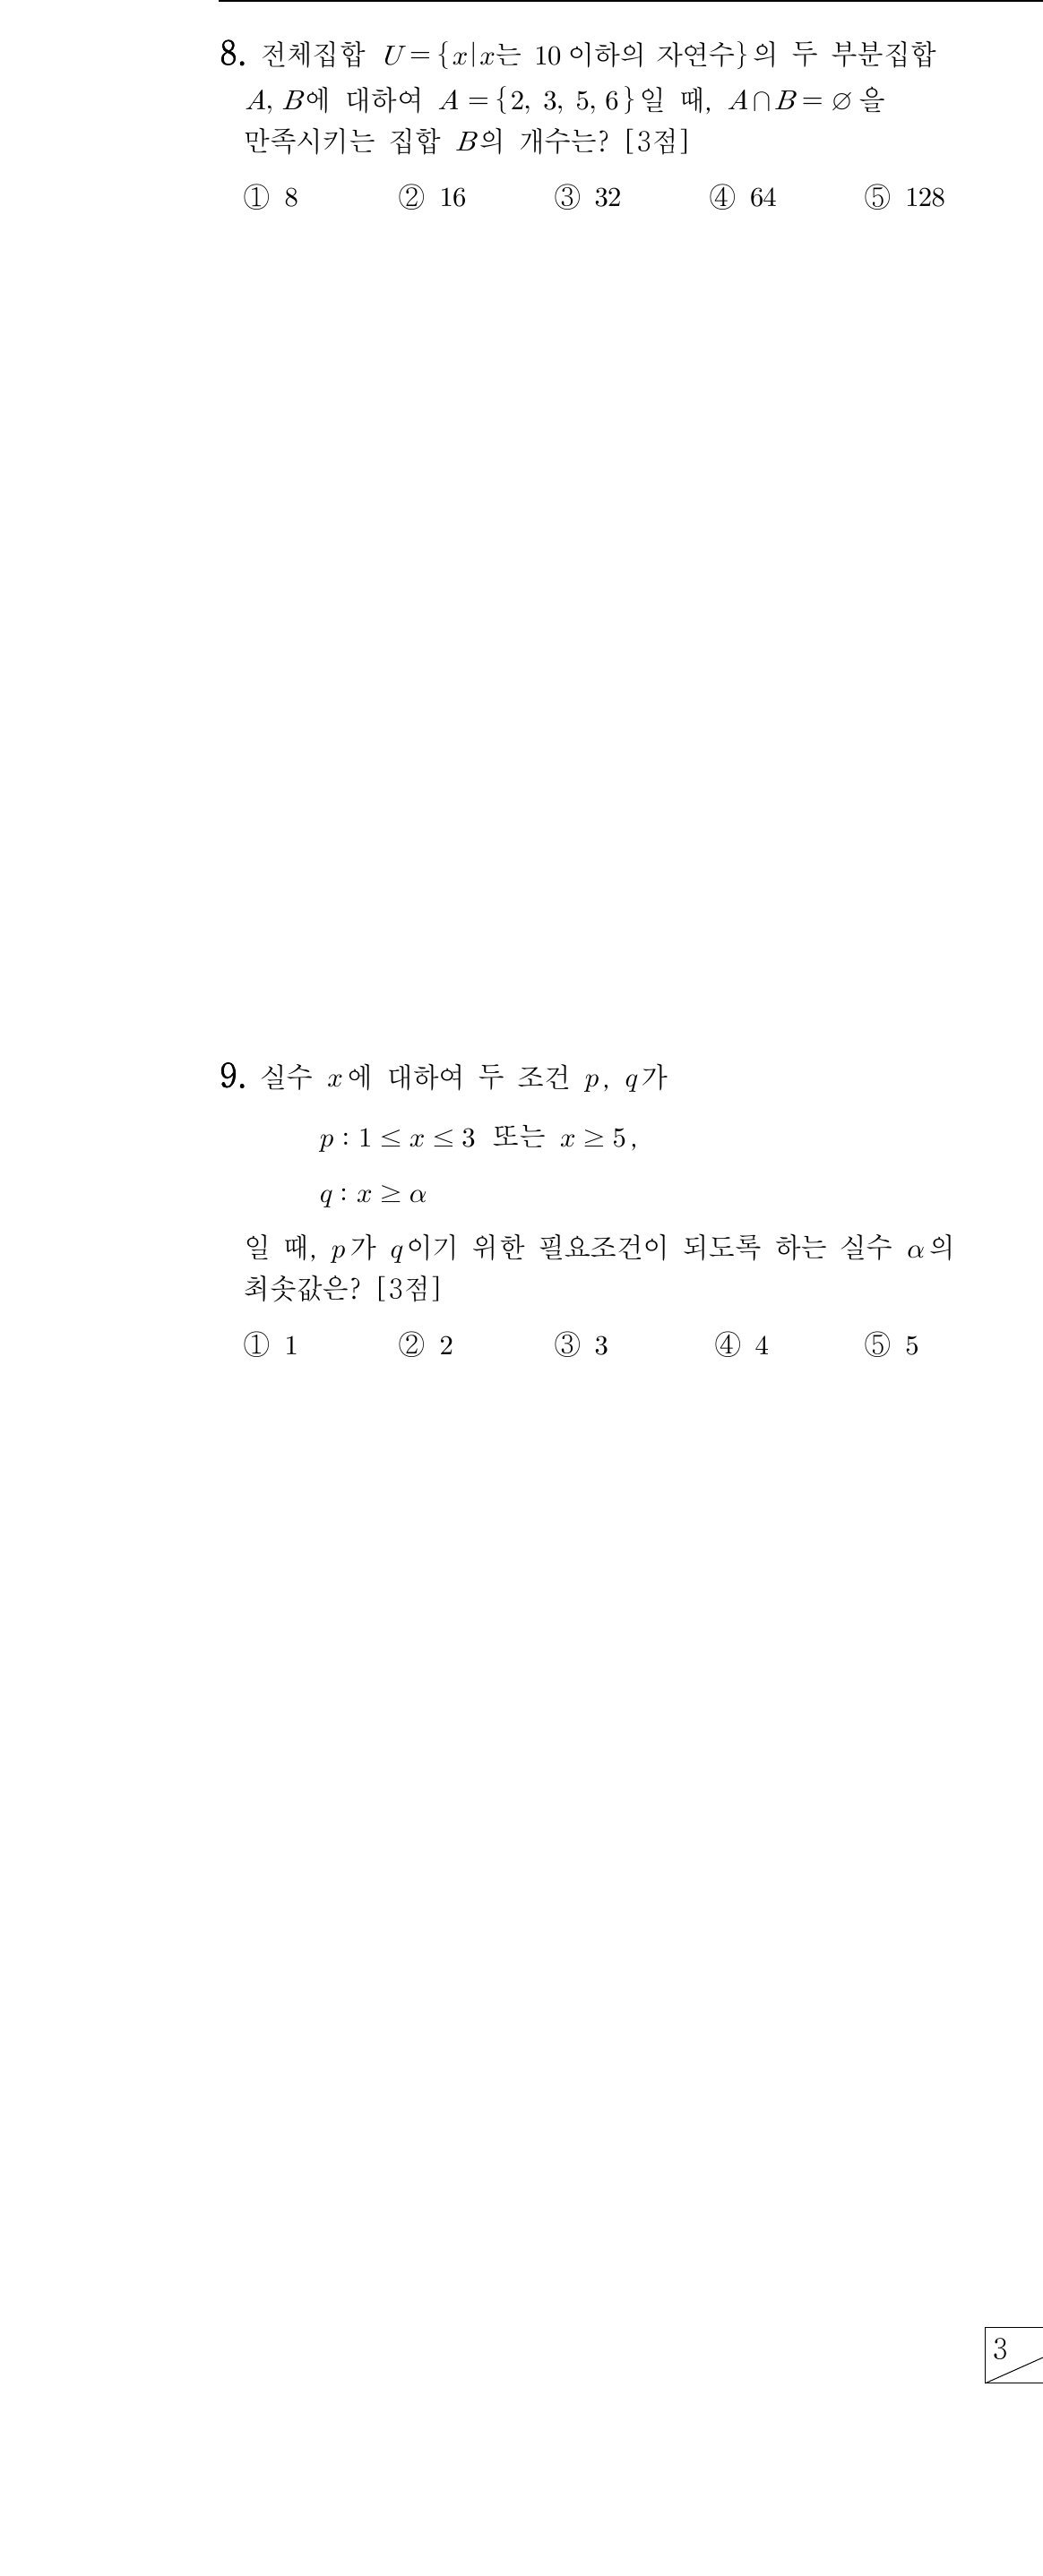 8. 전체집합 U={x|x는 10 이하의 자연수}의 두 부분집합
A, B에 대하여 A={2, 3, 5, 6}일 때, A∩B=∅을
만족시키는 집합 B의 개수는? [3점]
① 8 ② 16 ③ 32 ④ 64 ⑤ 128
9. 실수 x에 대하여 두 조건 p, q가
p : 1 ≤ x ≤ 3 또는 x ≥ 5,
q : x ≥ α
일 때, p가 q이기 위한 필요조건이 되도록 하는 실수 α의
최솟값은? [3점]
① 1 ② 2 ③ 3 ④ 4 ⑤ 5
3